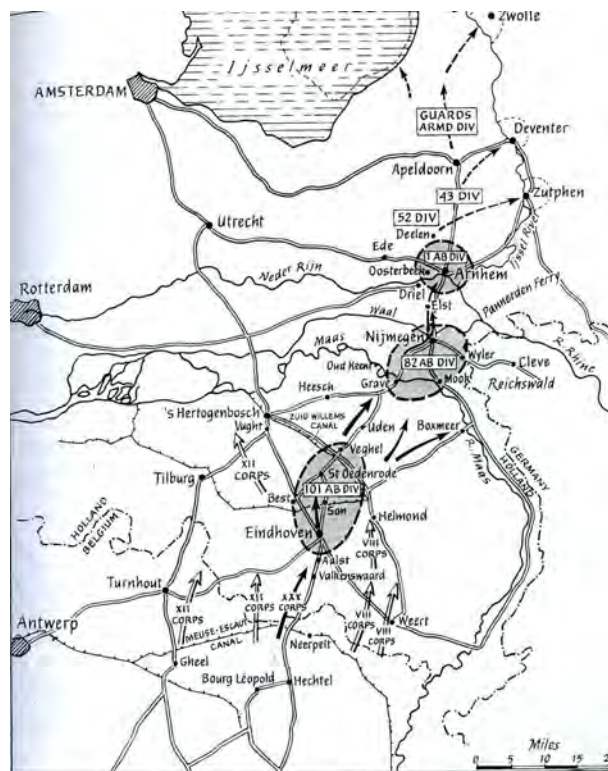 Zwolle
Ijsselmeer
AMSTERDAM
GUARDS
ARMD DIV
Deventer
Apeldoorn
43 DIV
Zutphen
52 DIV
Deelen
Utrecht
Ede
1 AB DIV
Oosterbeek
Arnhem
Ijssel River
Neder Rijn
Driel
Elst
Pannerden Ferry
Rotterdam
Waal
Nijmegen
R. Rhine
Maas
82 AB DIV
Wyler
Cleve
Oud Keent
Grave
Mook
Reichswald
Heesch
's Hertogenbosch
ZUID WILLEMS
CANAL
Uden
Boxmeer
Vught
Veghel
R. Maas
GERMANY
HOLLAND
XII
CORPS
St Oedenrode
Tilburg
101 AB DIV
Best
Son
HOLLAND
BELGIUM
Eindhoven
Helmond
VIII
CORPS
Aalst
Valkenswaard
Turnhout
XII
CORPS
XII
CORPS
XXX
CORPS
VIII
CORPS
VIII
CORPS
Weert
Antwerp
MEUSE-ESCAUT
CANAL
Neerpelt
Gheel
Bourg Léopold
Hechtel
Miles
0 5 10 15